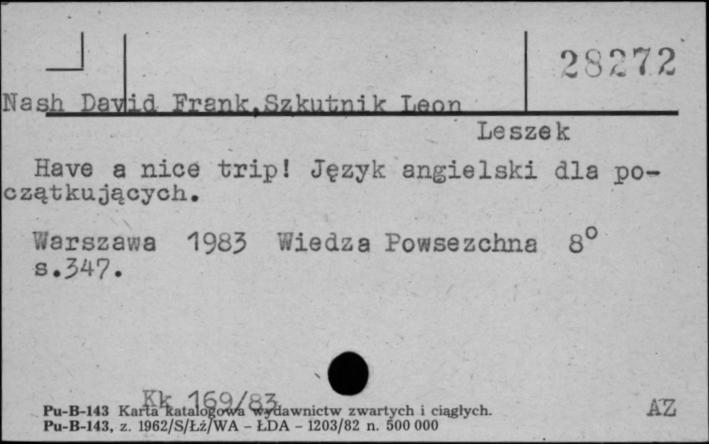 28272
Nash David Frank,Szkutnik Leon
Leszek
Have a nice trip! Język angielski dla po-
czątkujących.
Warszawa 1983 Wiedza Powsezchna 8°
s.347.
Kk 169/83
Pu-B-143 Karta katalogowa wydawnictw zwartych i ciągłych. AZ
Pu-B-143, z. 1962/S/Łż/WA - ŁDA - 1203/82 n. 500 000